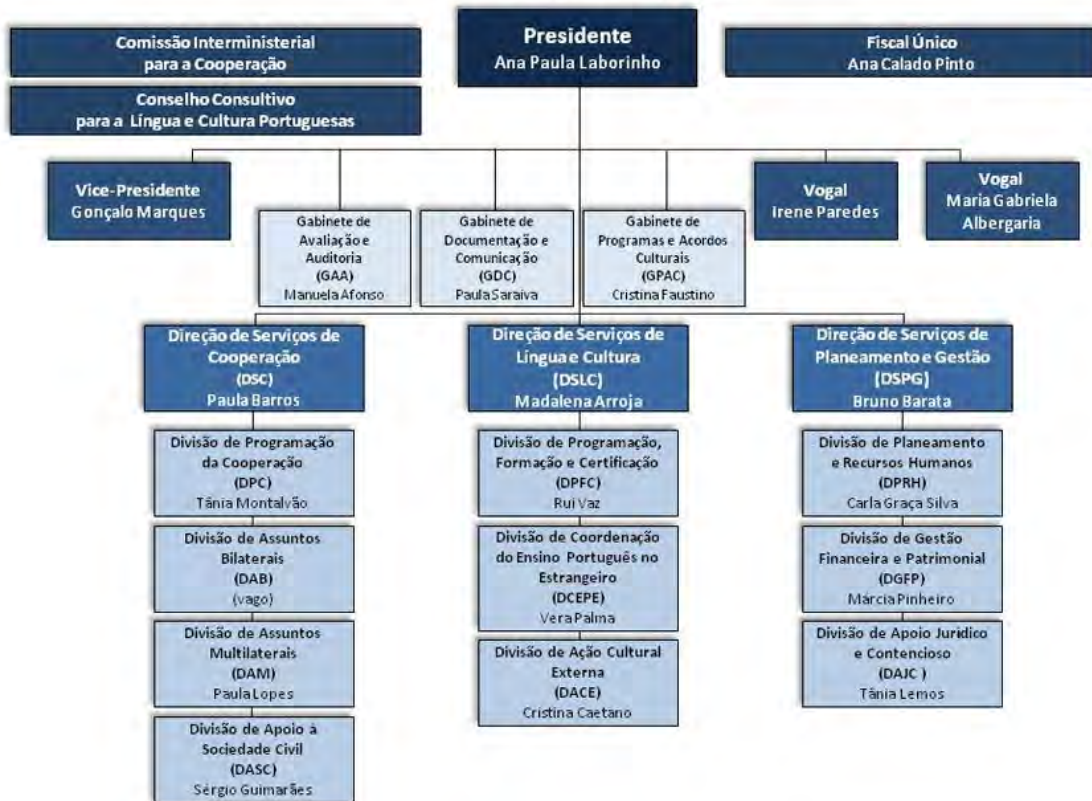 Presidente
Ana Paula Laborinho
Comissão Interministerial
para a Cooperação
Fiscal Único
Ana Calado Pinto
Conselho Consultivo
para a Língua e Cultura Portuguesas
Vice-Presidente
Gonçalo Marques
Gabinete de
Avaliação e
Auditoria
(GAA)
Manuela Afonso
Gabinete de
Documentação e
Comunicação
(GDC)
Paula Saraiva
Gabinete de
Programas e Acordos
Culturais
(GPAC)
Cristina Faustino
Vogal
Irene Paredes
Vogal
Maria Gabriela
Albergaria
Direção de Serviços de
Cooperação
(DSC)
Paula Barros
Direção de Serviços de
Língua e Cultura
(DSLC)
Madalena Arroja
Direção de Serviços de
Planeamento e Gestão
(DSPG)
Bruno Barata
Divisão de Programação
da Cooperação
(DPC)
Tânia Montalvão
Divisão de Programação,
Formação e Certificação
(DPFC)
Rui Vaz
Divisão de Planeamento
e Recursos Humanos
(DPRH)
Carla Graça Silva
Divisão de Assuntos
Bilaterais
(DAB)
(vago)
Divisão de Coordenação
do Ensino Português no
Estrangeiro
(DCEPE)
Vera Palma
Divisão de Gestão
Financeira e Patrimonial
(DGFP)
Márcia Pinheiro
Divisão de Assuntos
Multilaterais
(DAM)
Paula Lopes
Divisão de Ação Cultural
Externa
(DACE)
Cristina Caetano
Divisão de Apoio Jurídico
e Contencioso
(DAJC )
Tânia Lemos
Divisão de Apoio à
Sociedade Civil
(DASC)
Sérgio Guimarães